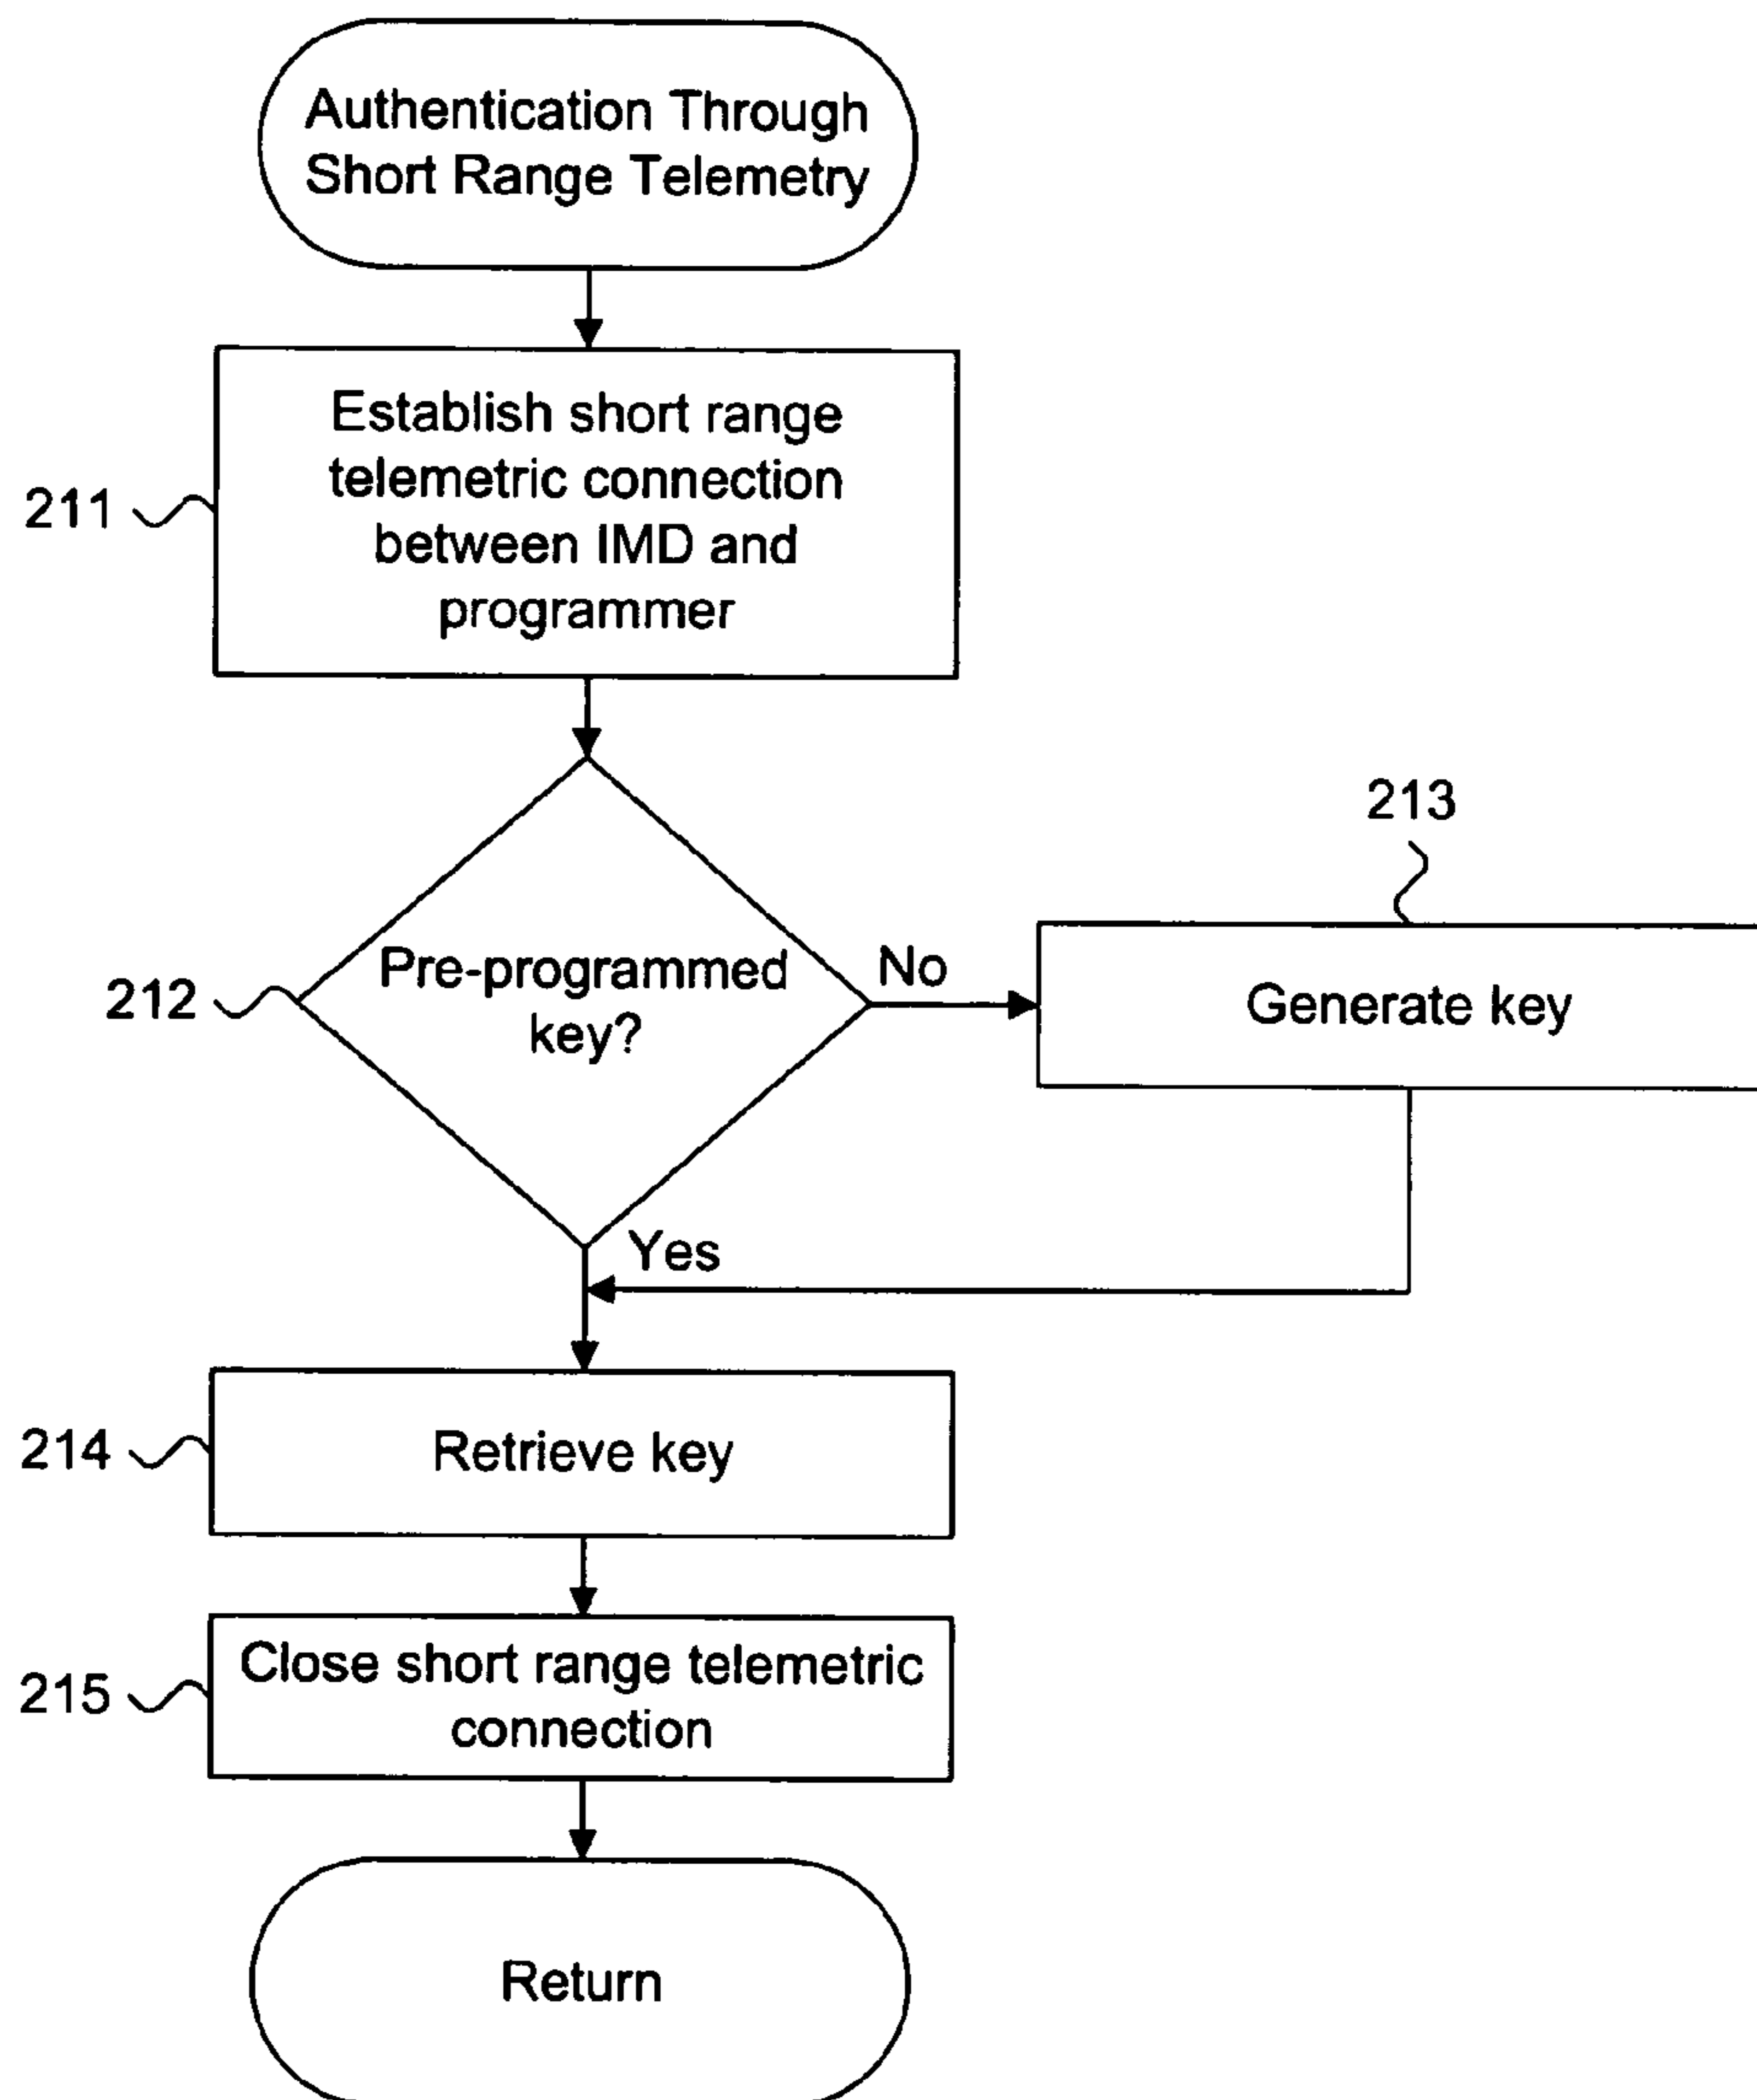 Authentication Through
Short Range Telemetry
Establish short range
telemetric connection
between IMD and
programmer
211
213
Pre-programmed
key?
212
No
Generate key
Yes
Retrieve key
214
Close short range telemetric
connection
215
Return